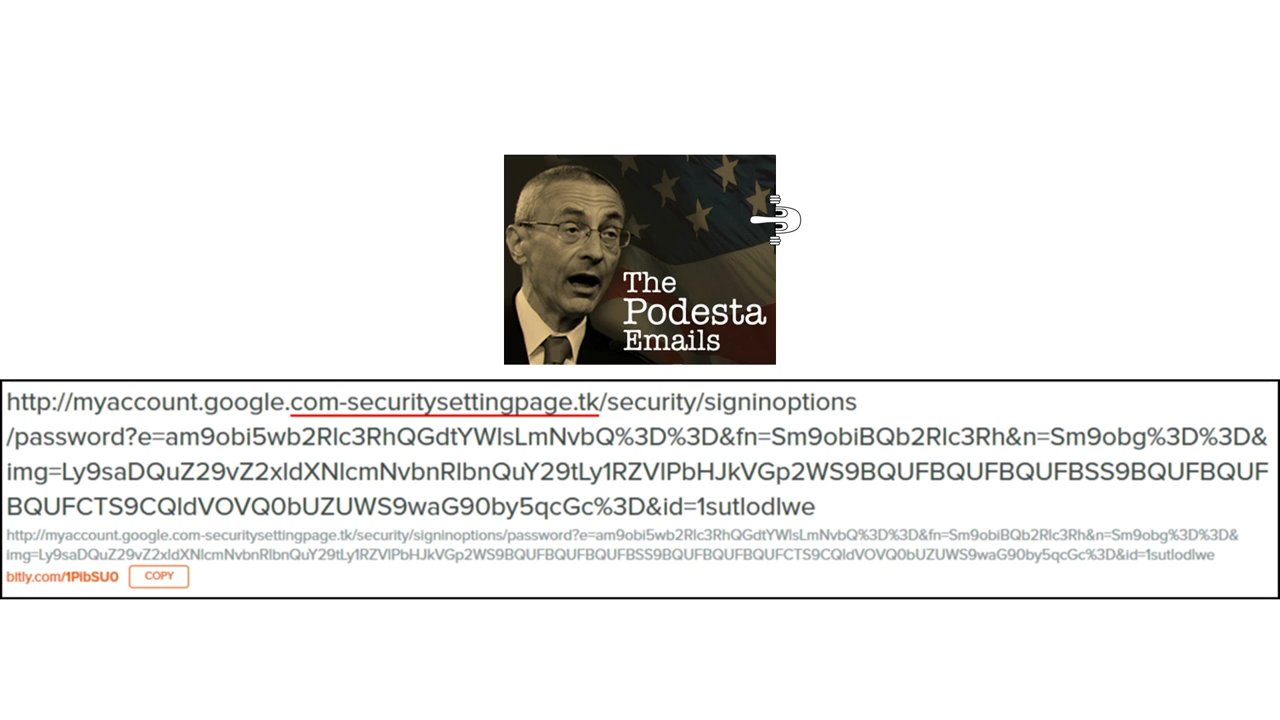 The
Podesta
Emails
http://myaccount.google.com-securitysettingpage.tk/security/signinoptions
/password?e=am9obi5wb2Rlc3RhQGdtYWlsLmNvbQ%3D%3D&fn=Sm9obiBQb2Rlc3Rh&n=Sm9obg%3D%3D&
img=Ly9saDQuZ29vZ2xldXNlcmNvbnRlbnQuY29tLy1RZVlPbHJkVGp2WS9BQUFBQUFBQUFBSS9BQUFBQUF
BQUFCTS9CQldVOVQ0bUZUWS9waG90by5qcGc%3D&id=1sutlodlwe
http://myaccount.google.com-securitysettingpage.tk/security/signinoptions/password?e=am9obi5wb2Rlc3RhQGdtYWlsLmNvbQ%3D%3D&fn=Sm9obiBQb2Rlc3Rh&n=Sm9obg%3D%3D&
img=Ly9saDQuZ29vZ2xldXNlcmNvbnRlbnQuY29tLy1RZVlPbHJkVGp2WS9BQUFBQUFBQUFBSS9BQUFBQUFBQUFCTS9CQldVOVQ0bUZUWS9waG90by5qcGc%3D&id=1sutlodlwe
bitly.com/1PibSU0 COPY